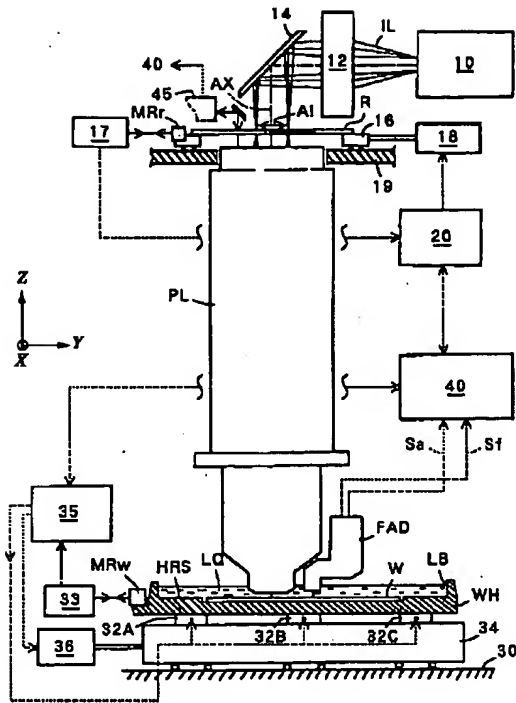 14
IL
40
12
10
45
AX
MRr
AI
R
16
17
18
19
20
PL
Z
X
Y
40
Sa
Sf
35
FAD
MRw
HRS
LQ
LB
W
WH
33
32A
32B
32C
34
36
30